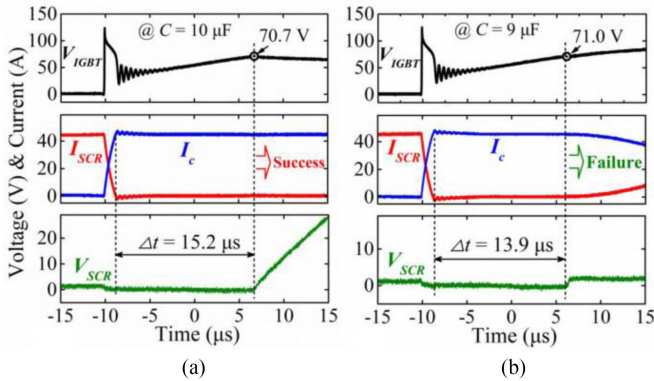 Voltage (V) & Current (A)
150
100
50
0
V_IGBT
@ C = 10 μF
70.7 V
40
20
0
I_SCR
I_c
Success
20
10
0
V_SCR
Δt = 15.2 μs
-15 -10 -5 0 5 10 15
Time (μs)
(a)
150
100
50
0
V_IGBT
@ C = 9 μF
71.0 V
40
20
0
I_SCR
I_c
Failure
10
0
V_SCR
Δt = 13.9 μs
-15 -10 -5 0 5 10 15
Time (μs)
(b)